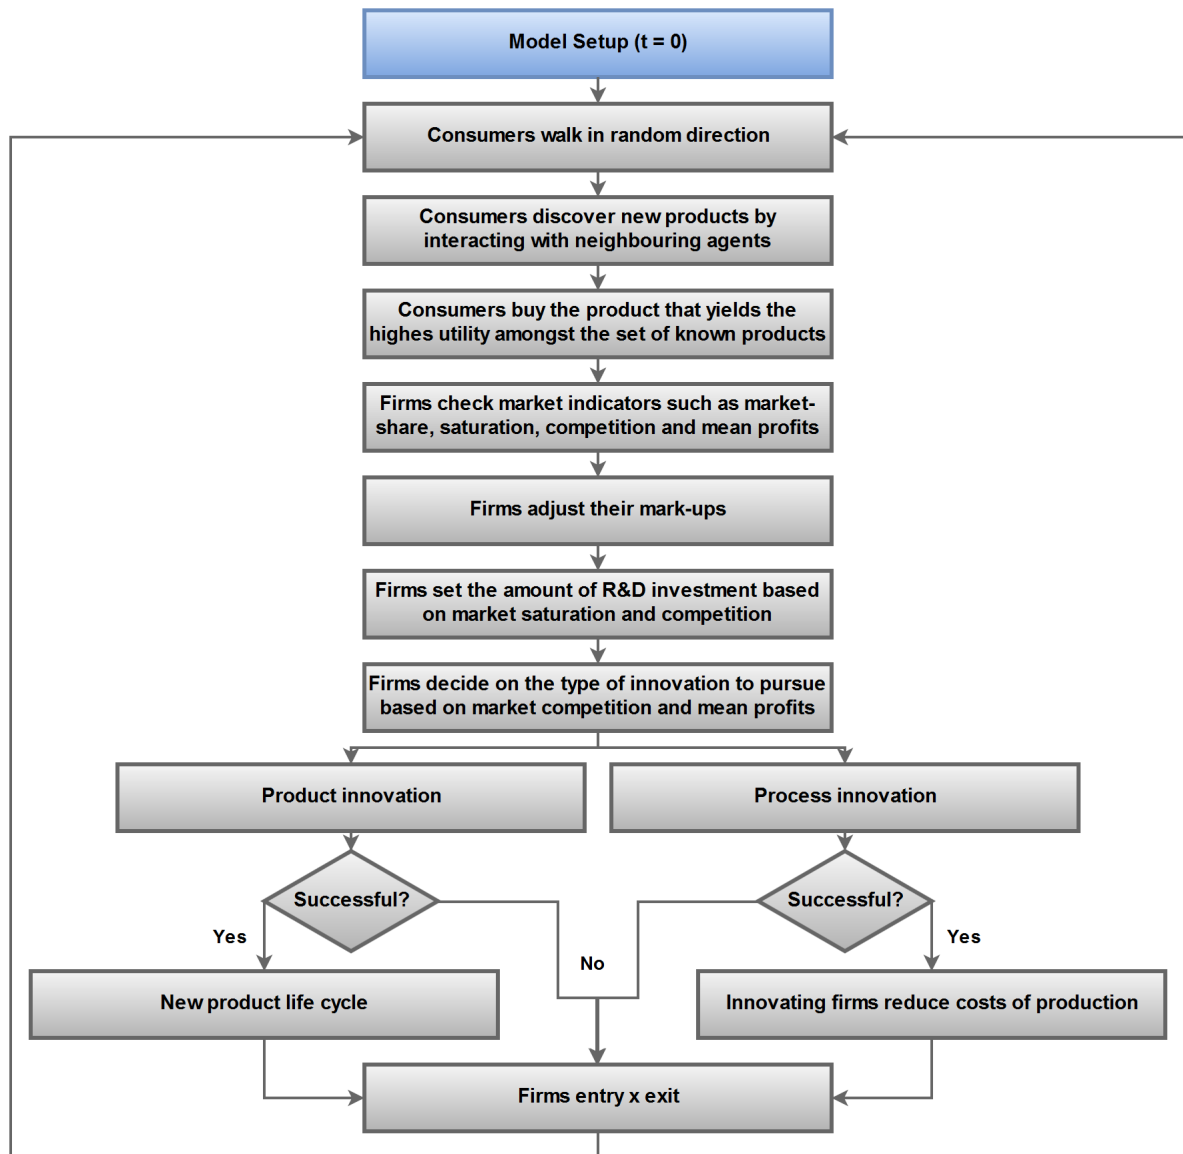 Model Setup (t = 0)
Consumers walk in random direction
Consumers discover new products by
interacting with neighbouring agents
Consumers buy the product that yields the
highes utility amongst the set of known products
Firms check market indicators such as market-
share, saturation, competition and mean profits
Firms adjust their mark-ups
Firms set the amount of R&D investment based
on market saturation and competition
Firms decide on the type of innovation to pursue
based on market competition and mean profits
Product innovation
Process innovation
Successful?
Successful?
Yes
Yes
No
New product life cycle
Innovating firms reduce costs of production
Firms entry x exit